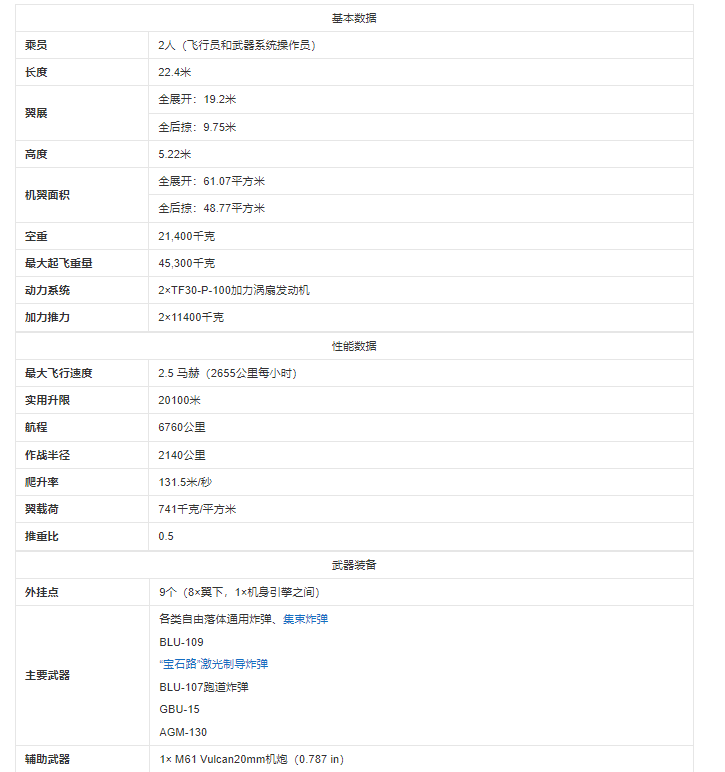 基本数据
乘员
2人（飞行员和武器系统操作员）
长度
22.4米
翼展
全展开：19.2米
全后掠：9.75米
高度
5.22米
机翼面积
全展开：61.07平方米
全后掠：48.77平方米
空重
21,400千克
最大起飞重量
45,300千克
动力系统
2×TF30-P-100加力涡扇发动机
加力推力
2×11400千克
性能数据
最大飞行速度
2.5 马赫（2655公里每小时）
实用升限
20100米
航程
6760公里
作战半径
2140公里
爬升率
131.5米/秒
翼载荷
741千克/平方米
推重比
0.5
武器装备
外挂点
9个（8×翼下，1×机身引擎之间）
主要武器
各类自由落体通用炸弹、集束炸弹
BLU-109
“宝石路”激光制导炸弹
BLU-107跑道炸弹
GBU-15
AGM-130
辅助武器
1× M61 Vulcan20mm机炮（0.787 in）